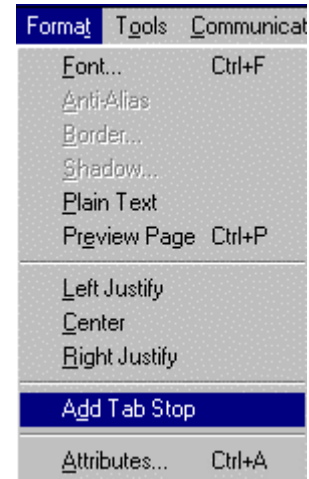 Format Tools Communicat
Font... Ctrl+F
Anti-Alias
Border...
Shadow...
Plain Text
Preview Page Ctrl+P
Left Justify
Center
Right Justify
Add Tab Stop
Attributes... Ctrl+A